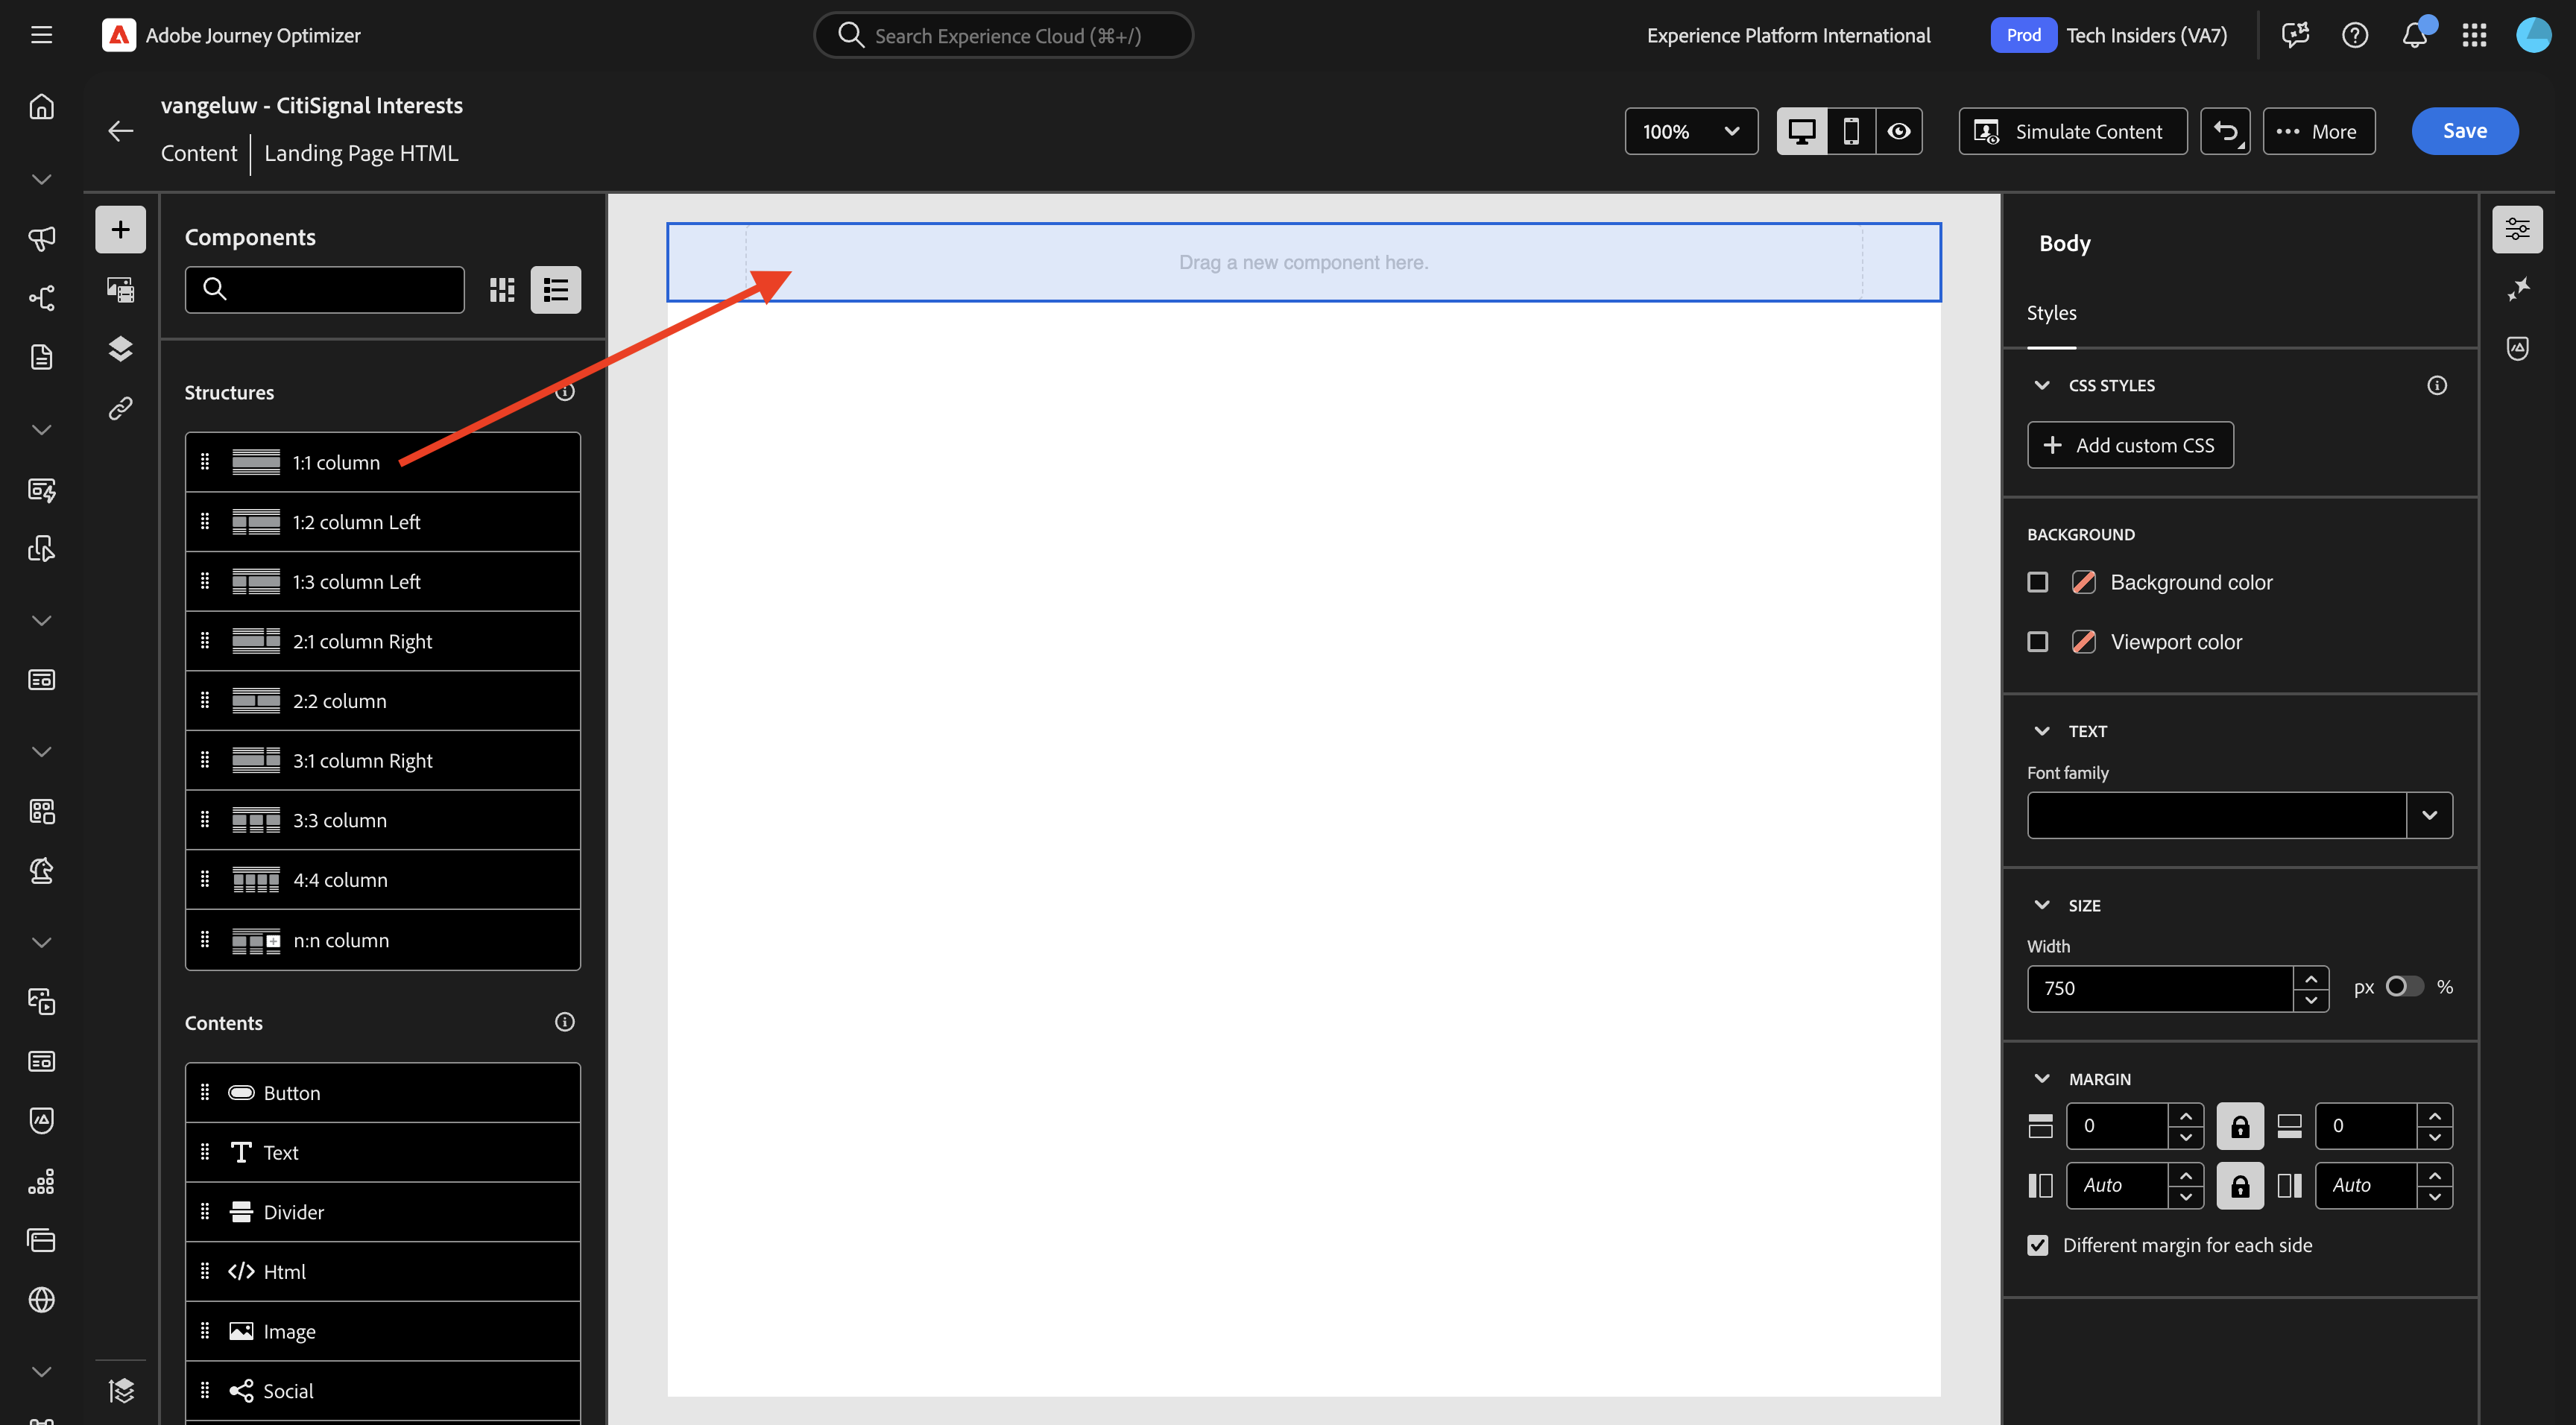 Adobe Journey Optimizer
Search Experience Cloud (⌘+/)
Experience Platform International
Prod
Tech Insiders (VA7)
vangeluw - CitiSignal Interests
Content
Landing Page HTML
100%
Simulate Content
More
Save
Components
Structures
1:1 column
1:2 column Left
1:3 column Left
2:1 column Right
2:2 column
3:1 column Right
3:3 column
4:4 column
n:n column
Contents
Button
Text
Divider
Html
Image
Social
Drag a new component here.
Body
Styles
CSS STYLES
Add custom CSS
BACKGROUND
Background color
Viewport color
TEXT
Font family
SIZE
Width
750
px
%
MARGIN
0
0
Auto
Auto
Different margin for each side